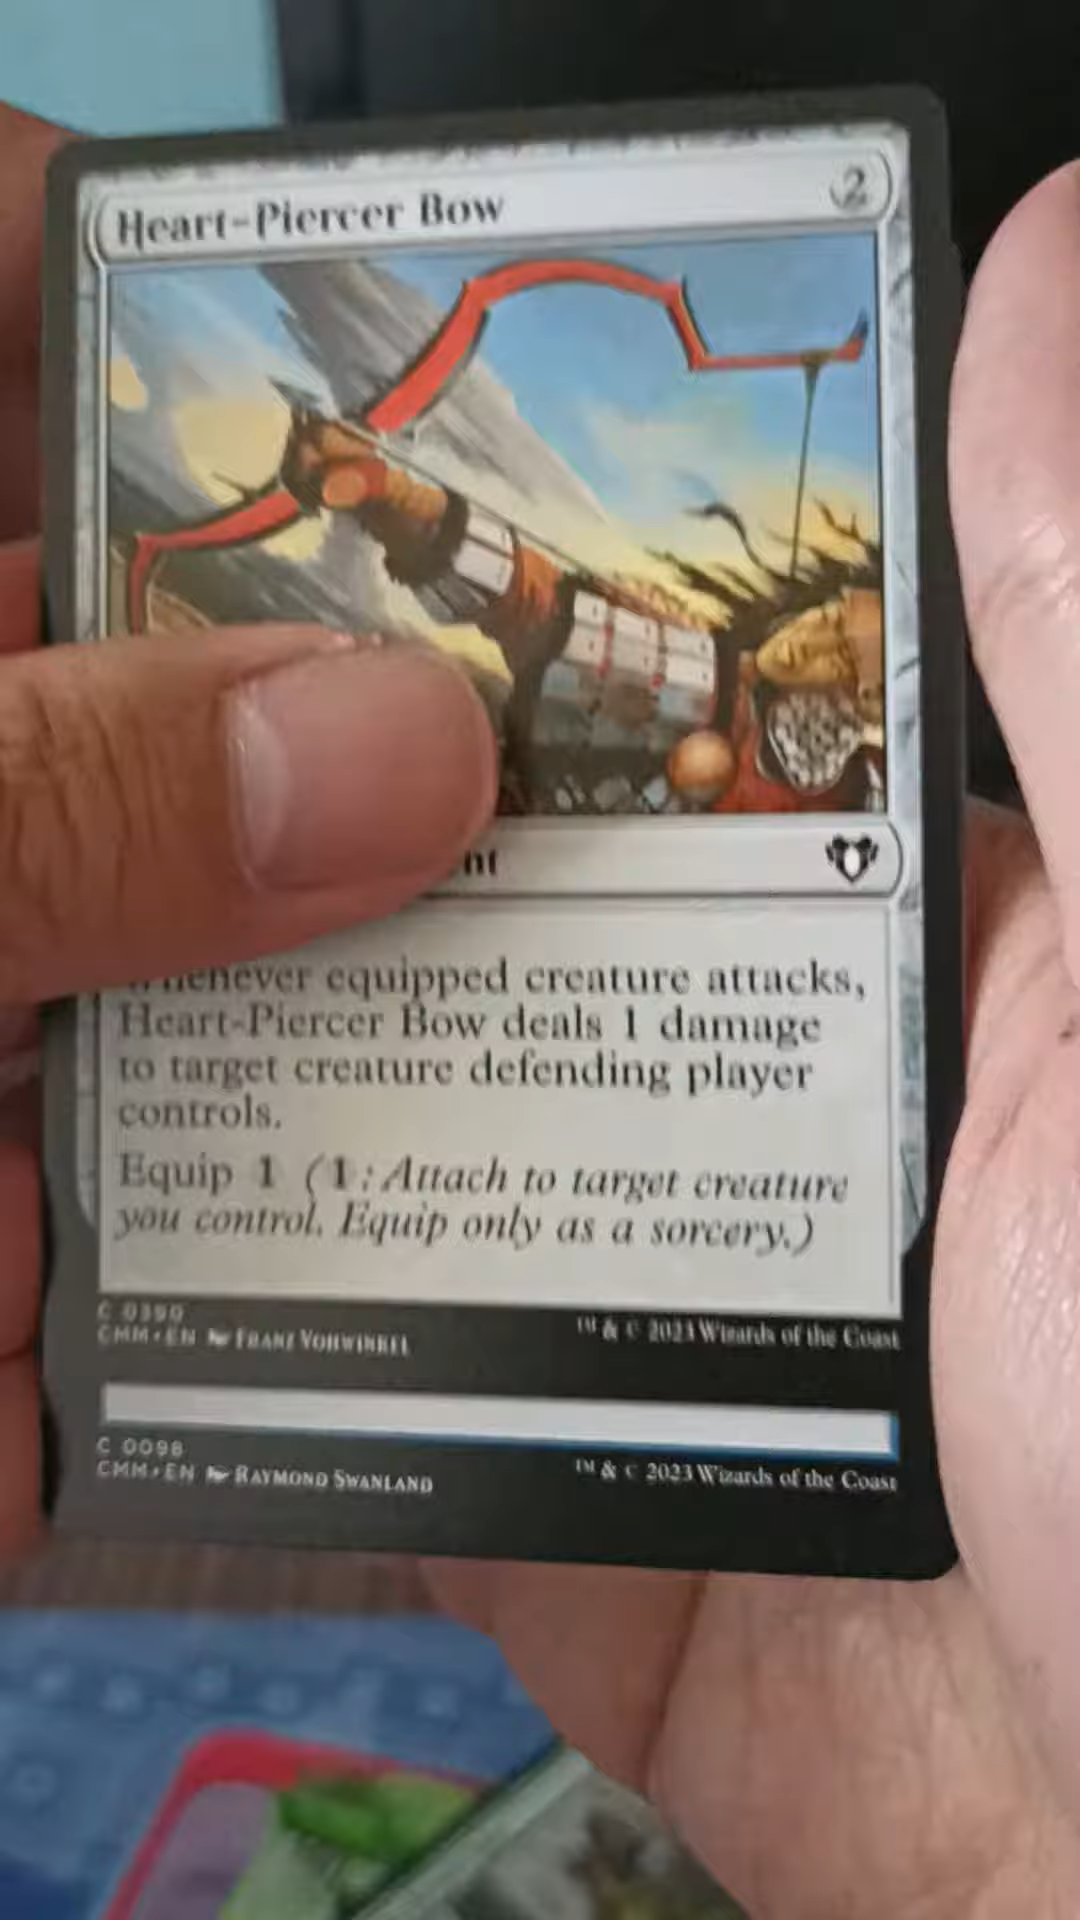 Heart-Piercer Bow
2
nt
Whenever equipped creature attacks,
Heart-Piercer Bow deals 1 damage
to target creature defending player
controls.
Equip 1 (1: Attach to target creature
you control. Equip only as a sorcery.)
C 0390
CMM • EN Franz Vohwinkel
™ & © 2023 Wizards of the Coast
C 0098
CMM • EN Raymond Swanland
™ & © 2023 Wizards of the Coast